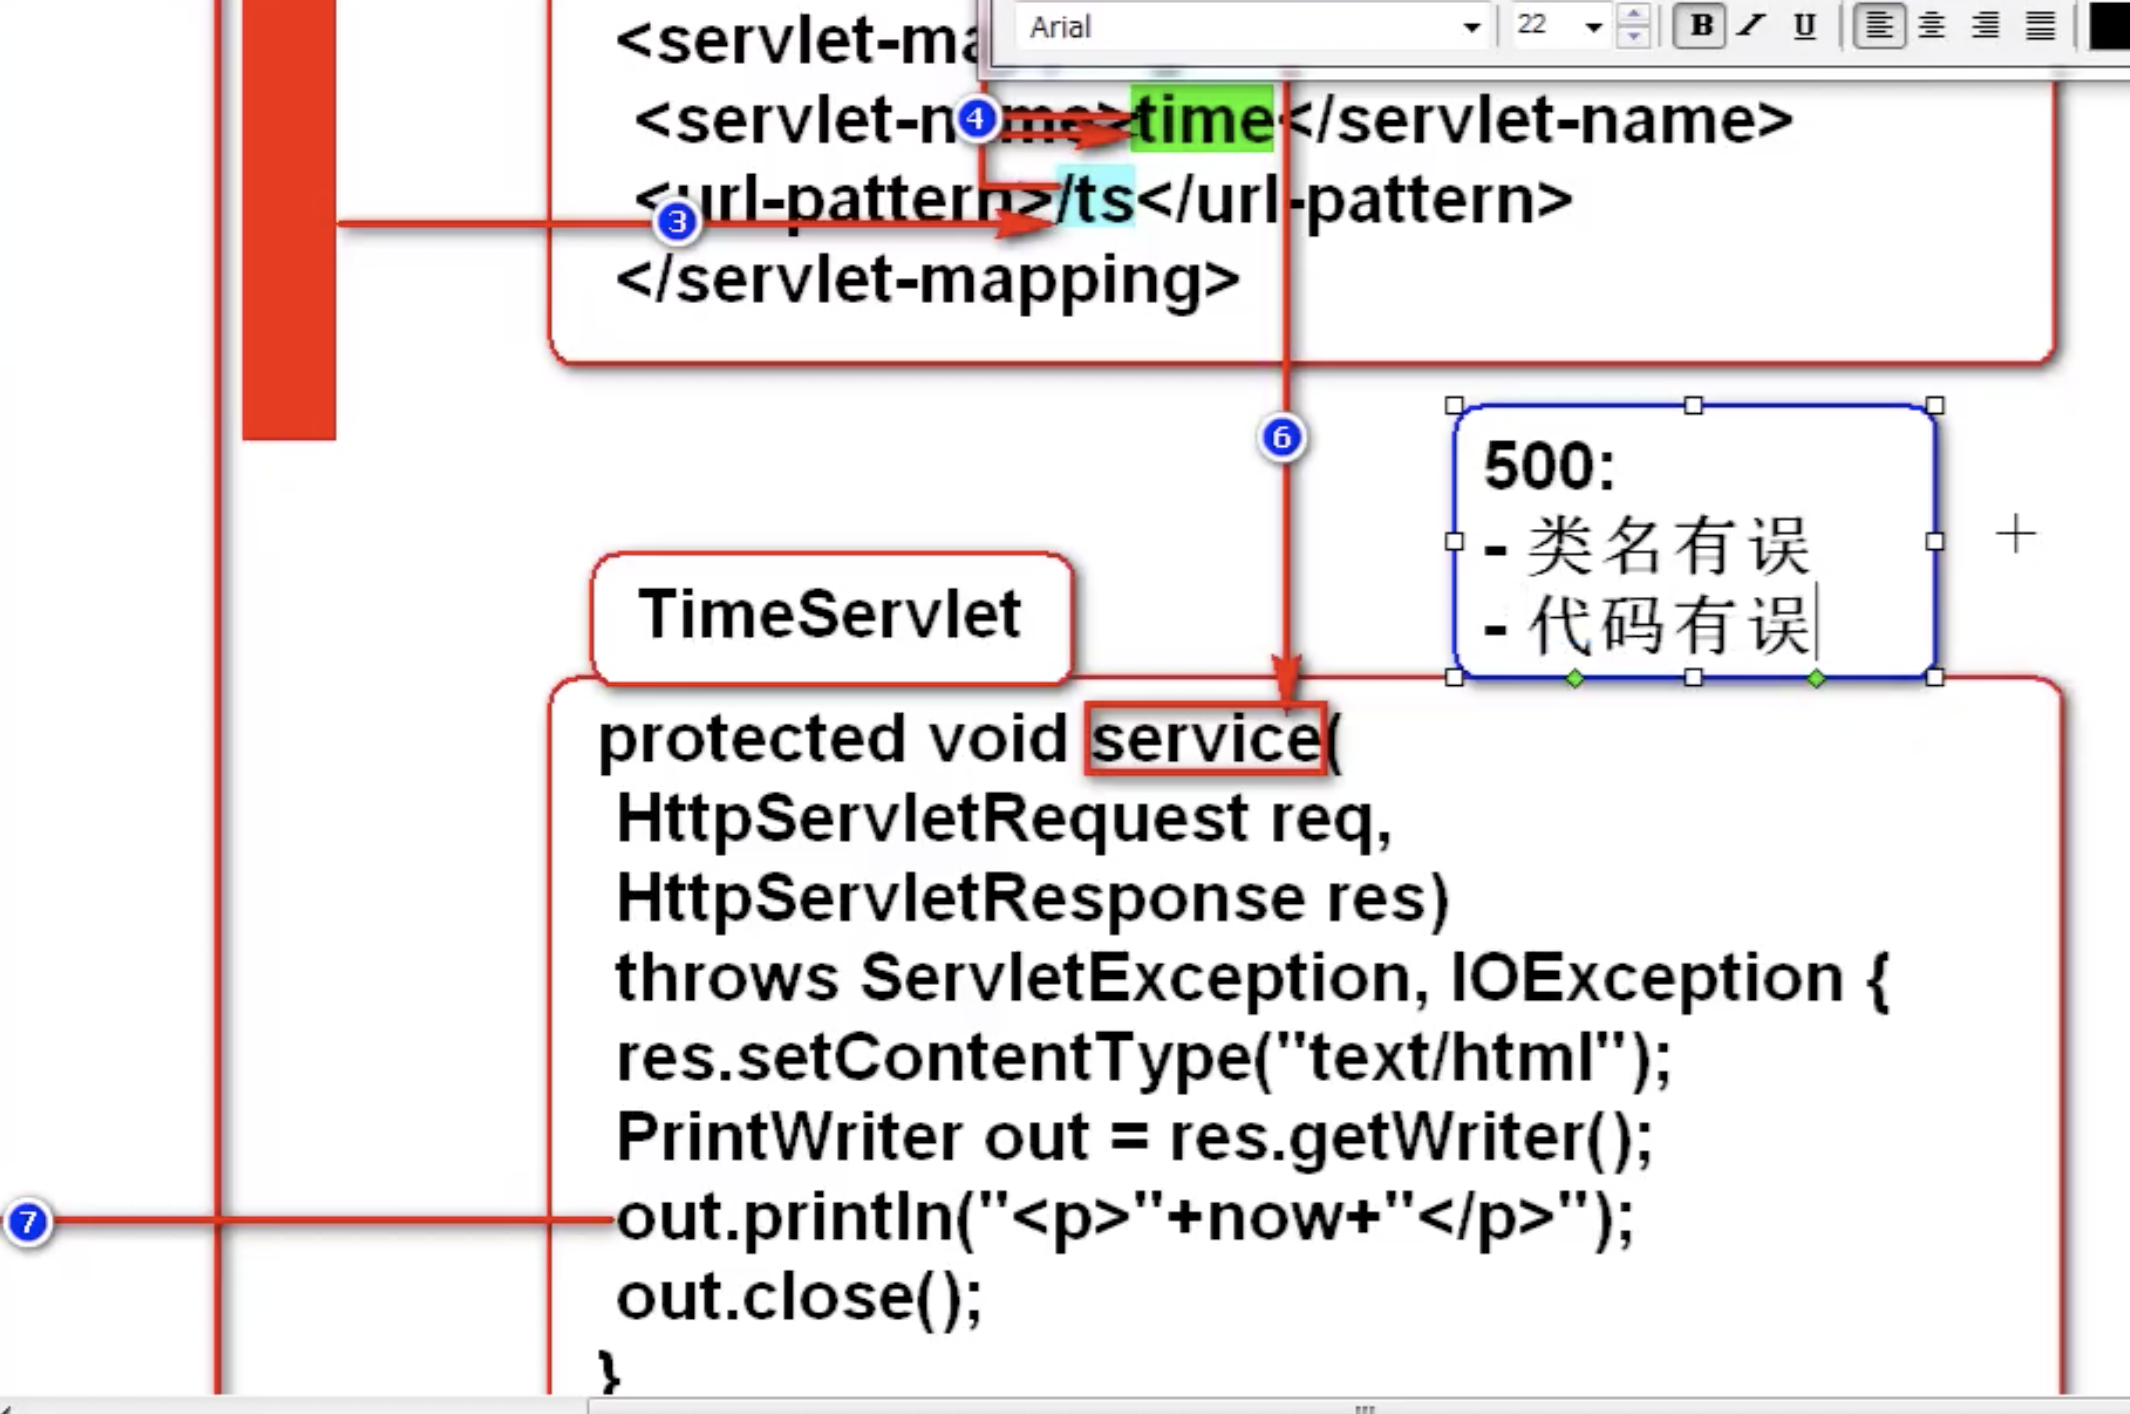 Arial
22
B I U
<servlet-ma
<servlet-name>time</servlet-name>
4
<url-pattern>/ts</url-pattern>
3
</servlet-mapping>
6
500:
- 类名有误
- 代码有误
TimeServlet
protected void service(
HttpServletRequest req,
HttpServletResponse res)
throws ServletException, IOException {
res.setContentType("text/html");
PrintWriter out = res.getWriter();
7
out.println("<p>"+now+"</p>");
out.close();
}